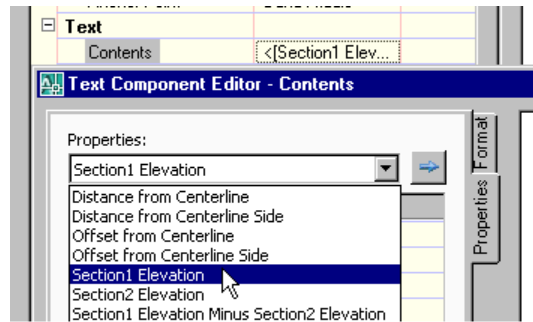 Text
Contents <[Section1 Elev...
Text Component Editor - Contents
Properties:
Section1 Elevation
Distance from Centerline
Distance from Centerline Side
Offset from Centerline
Offset from Centerline Side
Section1 Elevation
Section2 Elevation
Section1 Elevation Minus Section2 Elevation
Format
Properties